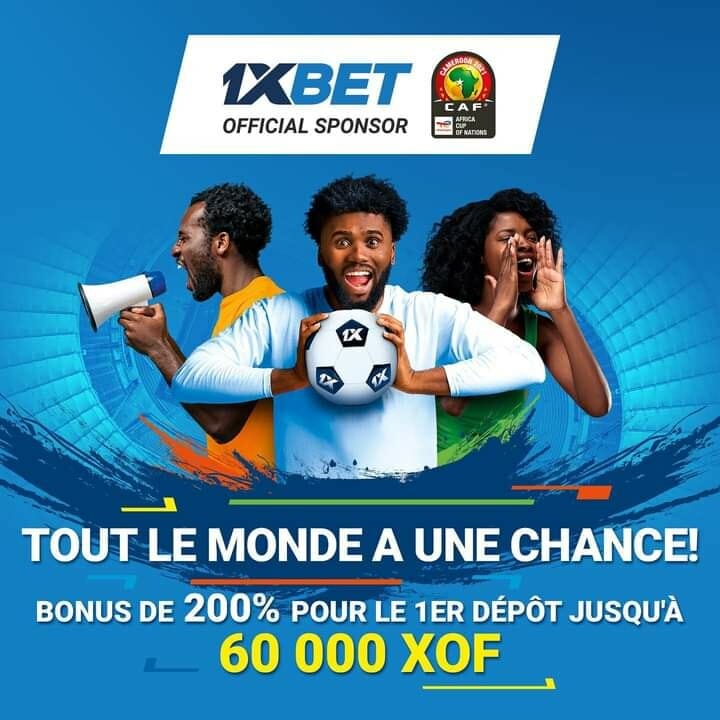 1XBET
OFFICIAL SPONSOR
CAMEROON 2021
CAF
TotalEnergies
AFRICA
CUP
OF NATIONS
1X
1X
1X
TOUT LE MONDE A UNE CHANCE!
BONUS DE 200% POUR LE 1ER DÉPÔT JUSQU'À
60 000 XOF